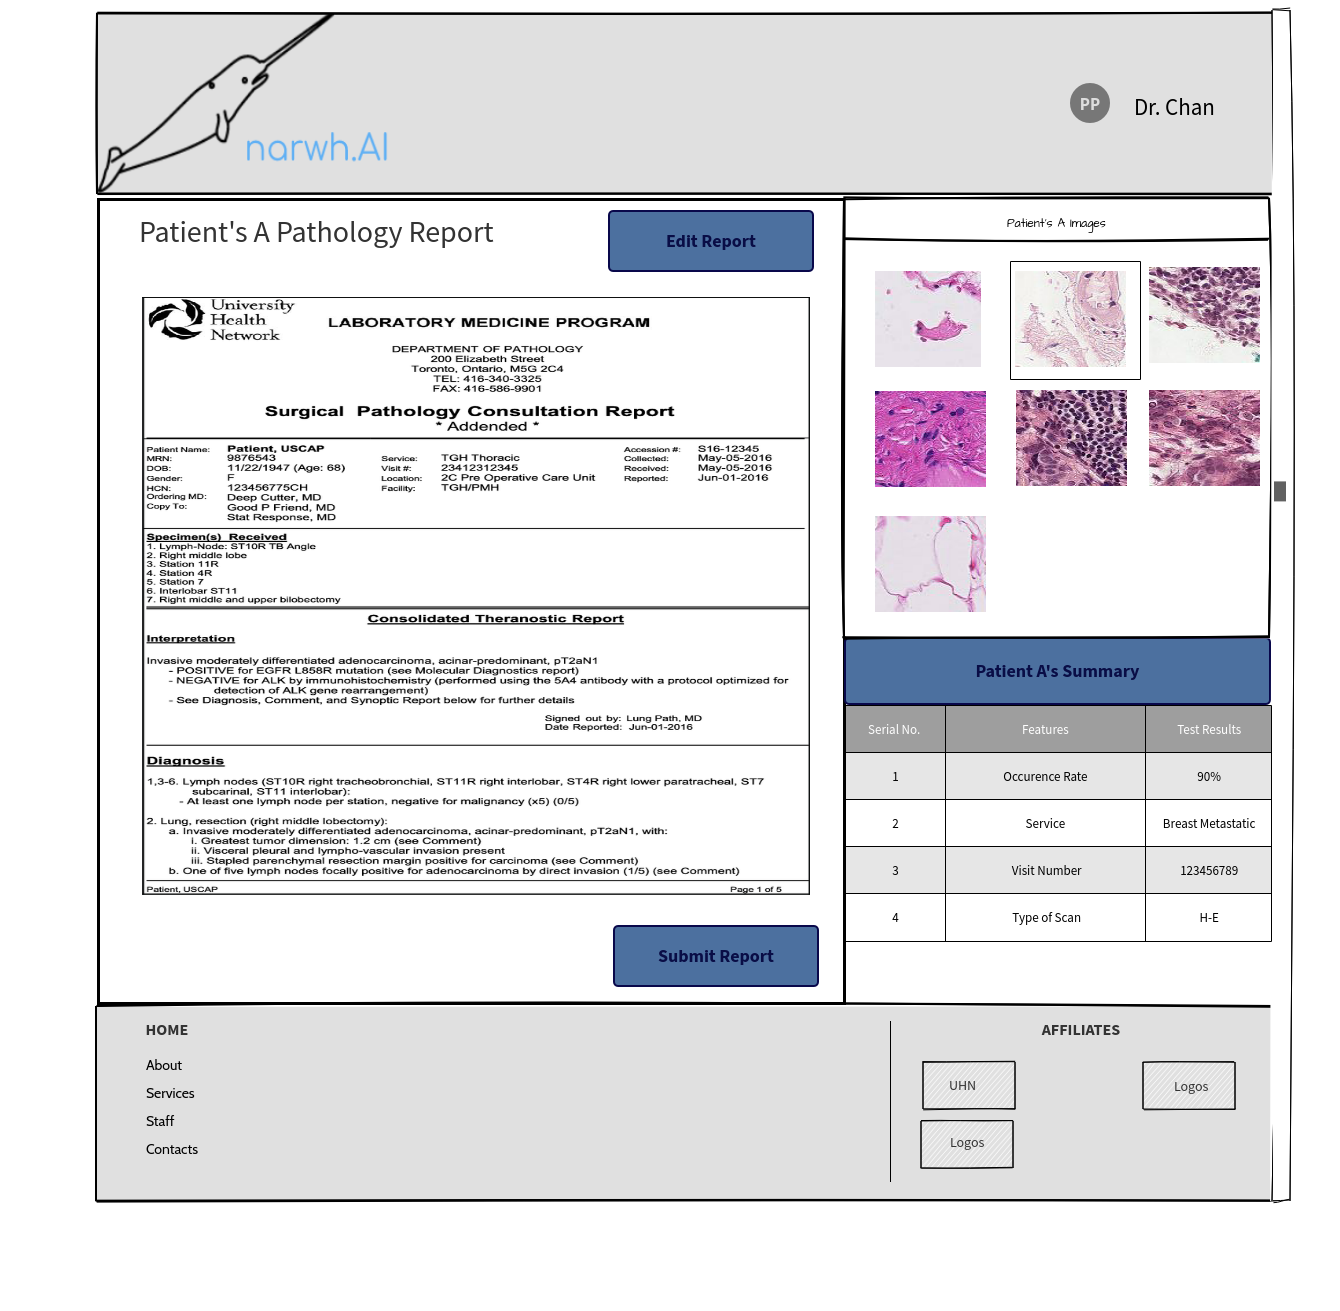 narwh.AI
PP
Dr. Chan
Patient's A Pathology Report
Edit Report
University
Health
Network
LABORATORY MEDICINE PROGRAM
DEPARTMENT OF PATHOLOGY
200 Elizabeth Street
Toronto, Ontario, M5G 2C4
TEL: 416-340-3325
FAX: 416-586-9901
Surgical Pathology Consultation Report
* Addended *
Patient Name: Patient, USCAP Accession #: S16-12345
MRN: 9876543 Service: TGH Thoracic Collected: May-05-2016
DOB: 11/22/1947 (Age: 68) Visit #: 23412312345 Received: May-05-2016
Gender: F Location: 2C Pre Operative Care Unit Reported: Jun-01-2016
HCN: 123456775CH Facility: TGH/PMH
Ordering MD: Deep Cutter, MD
Copy To: Good P Friend, MD
Stat Response, MD
Specimen(s) Received
1. Lymph-Node: ST10R TB Angle
2. Right middle lobe
3. Station 11R
4. Station 4R
5. Station 7
6. Interlobar ST11
7. Right middle and upper bilobectomy
Consolidated Theranostic Report
Interpretation
Invasive moderately differentiated adenocarcinoma, acinar-predominant, pT2aN1
- POSITIVE for EGFR L858R mutation (see Molecular Diagnostics report)
- NEGATIVE for ALK by immunohistochemistry (performed using the 5A4 antibody with a protocol optimized for
detection of ALK gene rearrangement)
- See Diagnosis, Comment, and Synoptic Report below for further details
Signed out by: Lung Path, MD
Date Reported: Jun-01-2016
Diagnosis
1,3-6. Lymph nodes (ST10R right tracheobronchial, ST11R right interlobar, ST4R right lower paratracheal, ST7
subcarinal, ST11 interlobar):
- At least one lymph node per station, negative for malignancy (x5) (0/5)
2. Lung, resection (right middle lobectomy):
a. Invasive moderately differentiated adenocarcinoma, acinar-predominant, pT2aN1, with:
i. Greatest tumor dimension: 1.2 cm (see Comment)
ii. Visceral pleural and lympho-vascular invasion present
iii. Stapled parenchymal resection margin positive for carcinoma (see Comment)
b. One of five lymph nodes focally positive for adenocarcinoma by direct invasion (1/5) (see Comment)
Patient, USCAP Page 1 of 5
Submit Report
Patient's A Images
Patient A's Summary
Serial No. Features Test Results
1 Occurence Rate 90%
2 Service Breast Metastatic
3 Visit Number 123456789
4 Type of Scan H-E
HOME
About
Services
Staff
Contacts
AFFILIATES
UHN
Logos
Logos